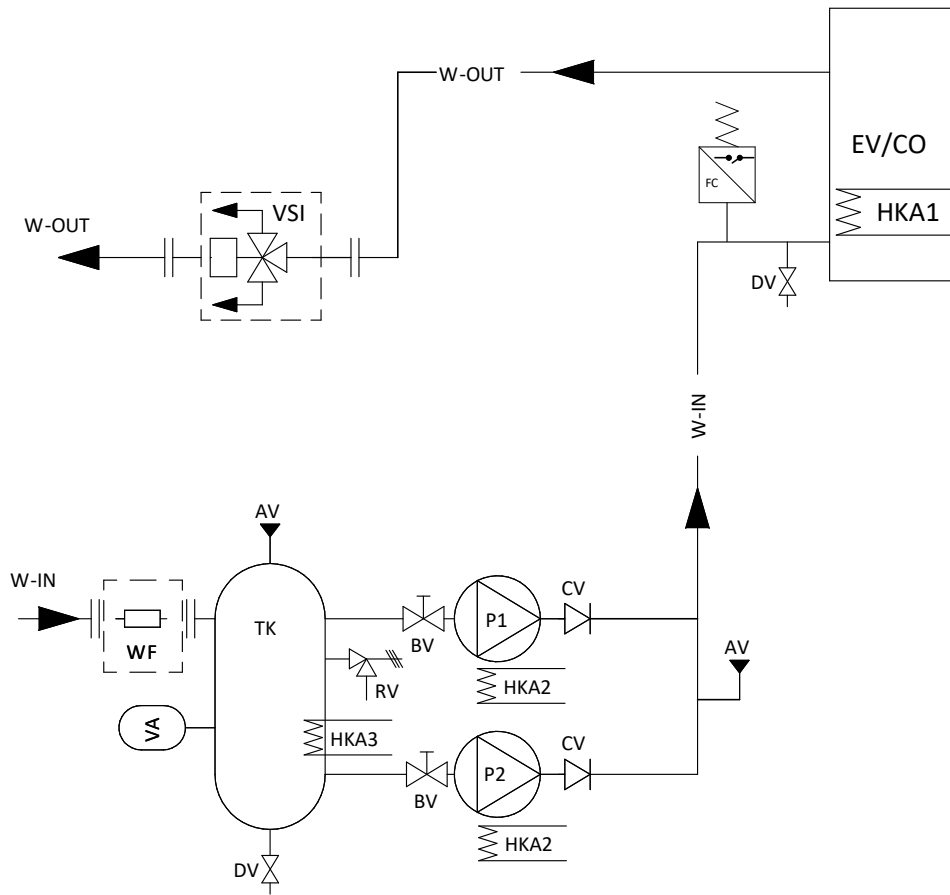 W-OUT
EV/CO
FC
HKA1
VSI
W-OUT
DV
W-IN
AV
W-IN
CV
TK
P1
WF
BV
AV
RV
HKA2
VA
HKA3
CV
P2
BV
HKA2
DV